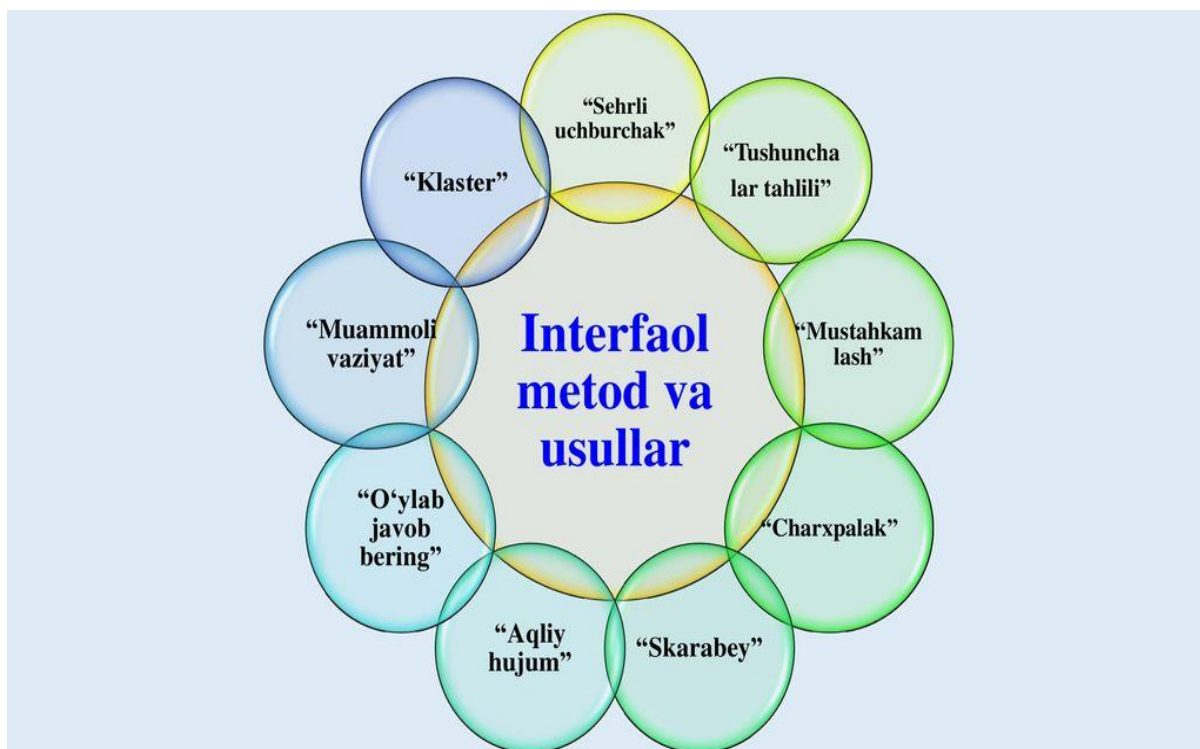 “Sehrli
uchburchak”
“Tushuncha
lar tahlili”
“Mustahkam
lash”
“Charxpalak”
“Skarabey”
“Aqliy
hujum”
“O‘ylab
javob
bering”
“Muammoli
vaziyat”
“Klaster”
Interfaol
metod va
usullar